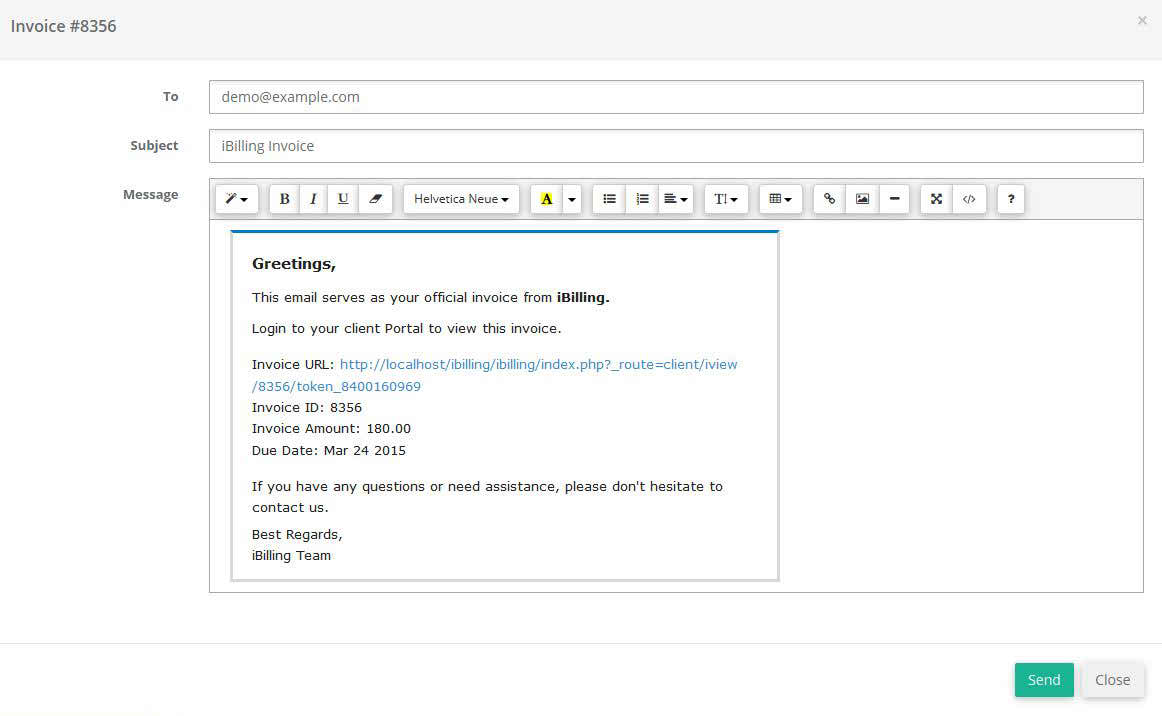 Invoice #8356
×
To
demo@example.com
Subject
iBilling Invoice
Message
B I U Helvetica Neue A TI </> ?
Greetings,
This email serves as your official invoice from iBilling.
Login to your client Portal to view this invoice.
Invoice URL: http://localhost/ibilling/ibilling/index.php?_route=client/iview
/8356/token_8400160969
Invoice ID: 8356
Invoice Amount: 180.00
Due Date: Mar 24 2015
If you have any questions or need assistance, please don't hesitate to
contact us.
Best Regards,
iBilling Team
Send Close